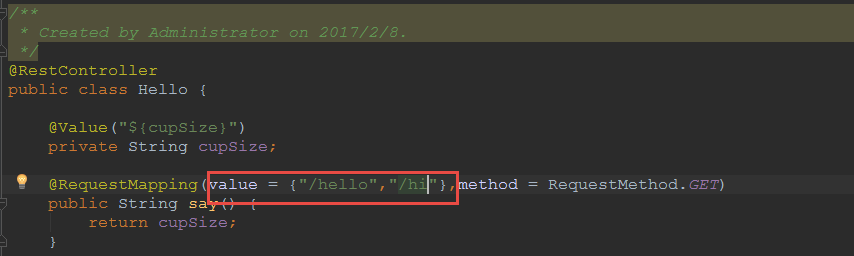 /**
 * Created by Administrator on 2017/2/8.
 */
@RestController
public class Hello {
    @Value("${cupSize}")
    private String cupSize;
    @RequestMapping(value = {"/hello","/hi"},method = RequestMethod.GET)
    public String say() {
        return cupSize;
    }